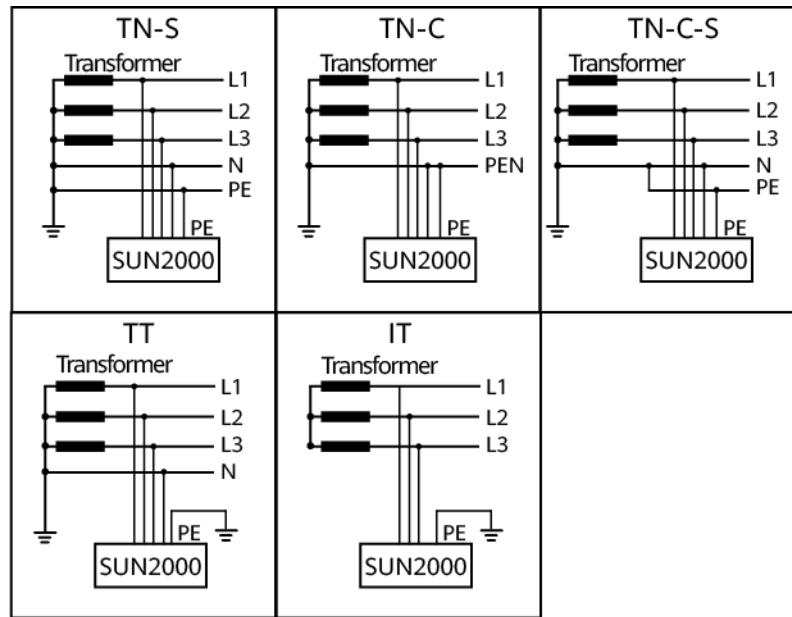 TN-S
Transformer
L1
L2
L3
N
PE
PE
SUN2000
TN-C
Transformer
L1
L2
L3
PEN
PE
SUN2000
TN-C-S
Transformer
L1
L2
L3
N
PE
PE
SUN2000
TT
Transformer
L1
L2
L3
N
PE
SUN2000
IT
Transformer
L1
L2
L3
PE
SUN2000